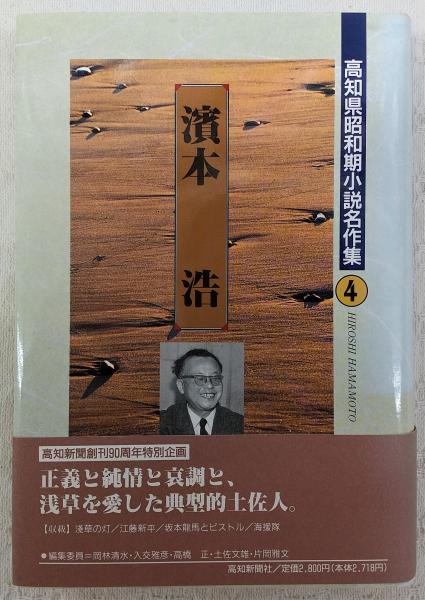 高知県昭和期小説名作集
4
HIROSHI HAMAMOTO
濱本 浩
高知新聞創刊90周年特別企画
正義と純情と哀調と、
浅草を愛した典型的土佐人。
【収載】淺草の灯／江藤新平／坂本龍馬とピストル／海援隊
●編集委員＝岡林清水・入交雅彦・高橋 正・土佐文雄・片岡雅文
高知新聞社／定価2,800円(本体2,718円)